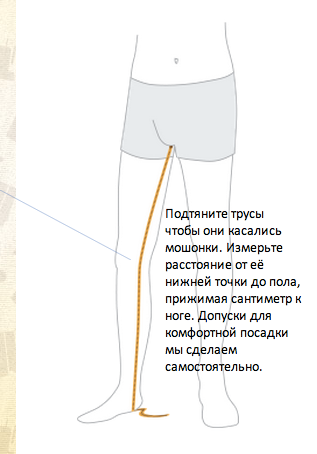 Подтяните трусы
чтобы они касались
мошонки. Измерьте
расстояние от её
нижней точки до пола,
прижимая сантиметр к
ноге. Допуски для
комфортной посадки
мы сделаем
самостоятельно.